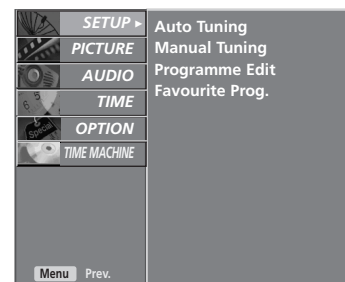 SETUP ▸
PICTURE
AUDIO
TIME
OPTION
TIME MACHINE
Auto Tuning
Manual Tuning
Programme Edit
Favourite Prog.
Menu Prev.